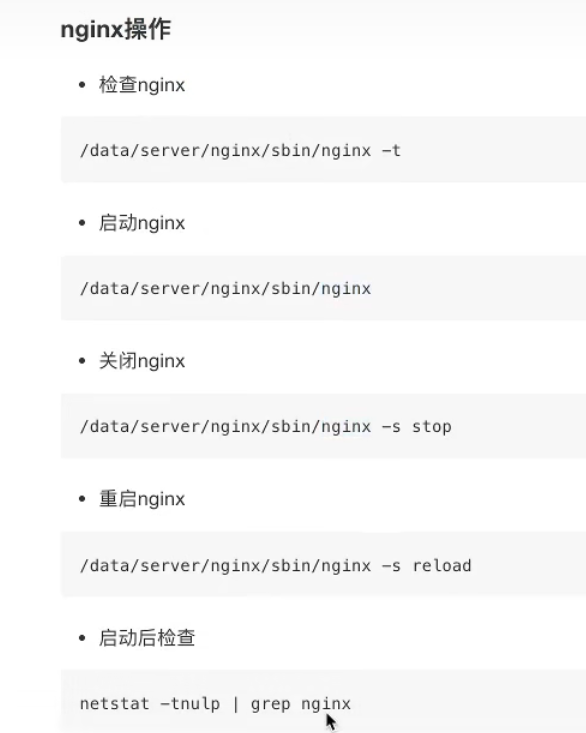 nginx操作
检查nginx
/data/server/nginx/sbin/nginx -t
启动nginx
/data/server/nginx/sbin/nginx
关闭nginx
/data/server/nginx/sbin/nginx -s stop
重启nginx
/data/server/nginx/sbin/nginx -s reload
启动后检查
netstat -tnulp | grep nginx